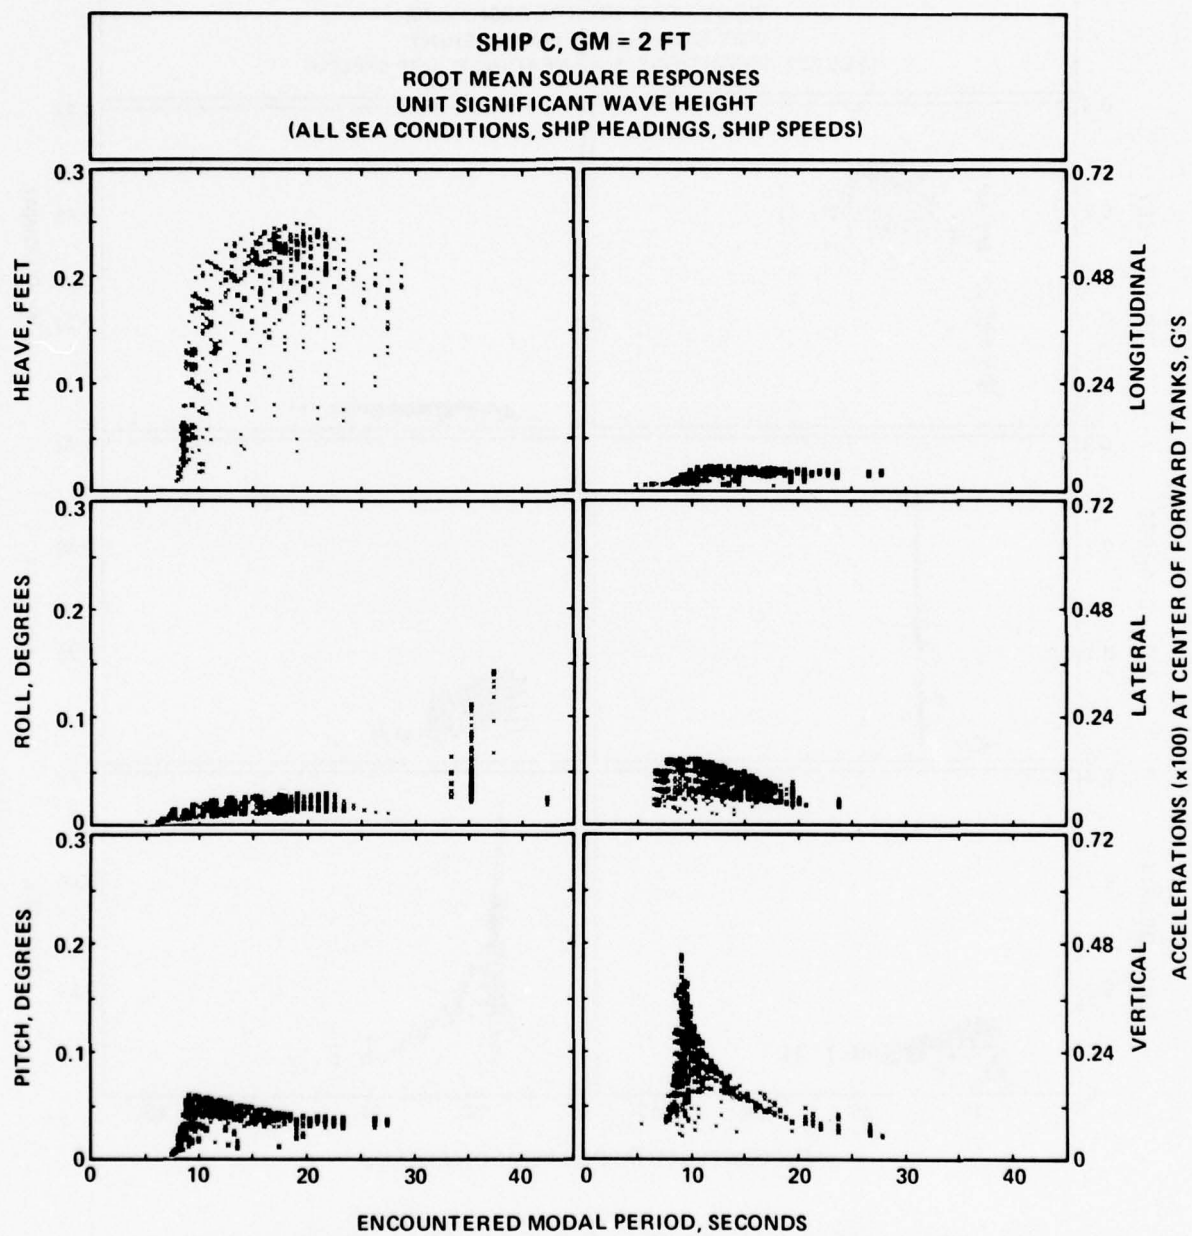 SHIP C, GM = 2 FT
ROOT MEAN SQUARE RESPONSES
UNIT SIGNIFICANT WAVE HEIGHT
(ALL SEA CONDITIONS, SHIP HEADINGS, SHIP SPEEDS)
HEAVE, FEET
0.3
0.2
0.1
0
LONGITUDINAL
0.72
0.48
0.24
0
ROLL, DEGREES
0.3
0.2
0.1
0
LATERAL
0.72
0.48
0.24
0
PITCH, DEGREES
0.3
0.2
0.1
0
VERTICAL
0.72
0.48
0.24
0
ACCELERATIONS (x100) AT CENTER OF FORWARD TANKS, G'S
0 10 20 30 40 0 10 20 30 40
ENCOUNTERED MODAL PERIOD, SECONDS